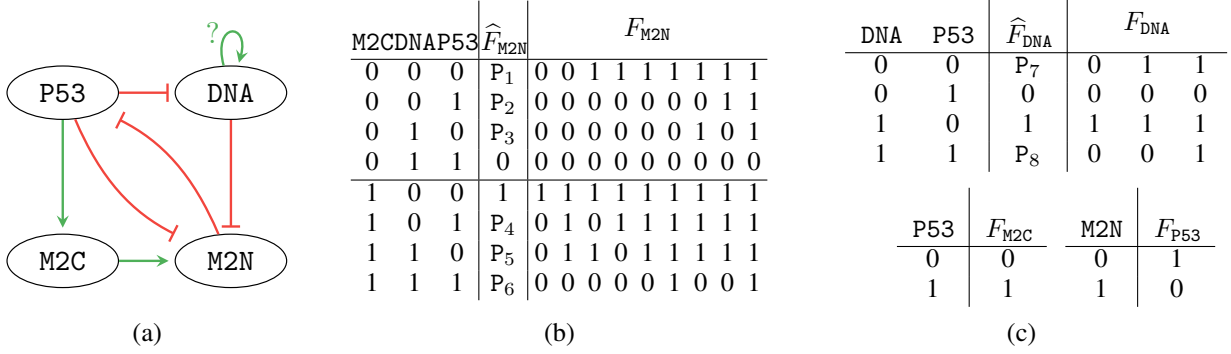 ?
P53 DNA
M2C M2N
(a)
M2C DNA P53 F̂_M2N F_M2N
0 0 0 P₁ 0 0 1 1 1 1 1 1 1
0 0 1 P₂ 0 0 0 0 0 0 0 1 1
0 1 0 P₃ 0 0 0 0 0 0 1 0 1
0 1 1 0 0 0 0 0 0 0 0 0 0
1 0 0 1 1 1 1 1 1 1 1 1 1
1 0 1 P₄ 0 1 0 1 1 1 1 1 1
1 1 0 P₅ 0 1 1 0 1 1 1 1 1
1 1 1 P₆ 0 0 0 0 0 1 0 0 1
(b)
DNA P53 F̂_DNA F_DNA
0 0 P₇ 0 1 1
0 1 0 0 0 0
1 0 1 1 1 1
1 1 P₈ 0 0 1
P53 F_M2C M2N F_P53
0 0 0 1
1 1 1 0
(c)